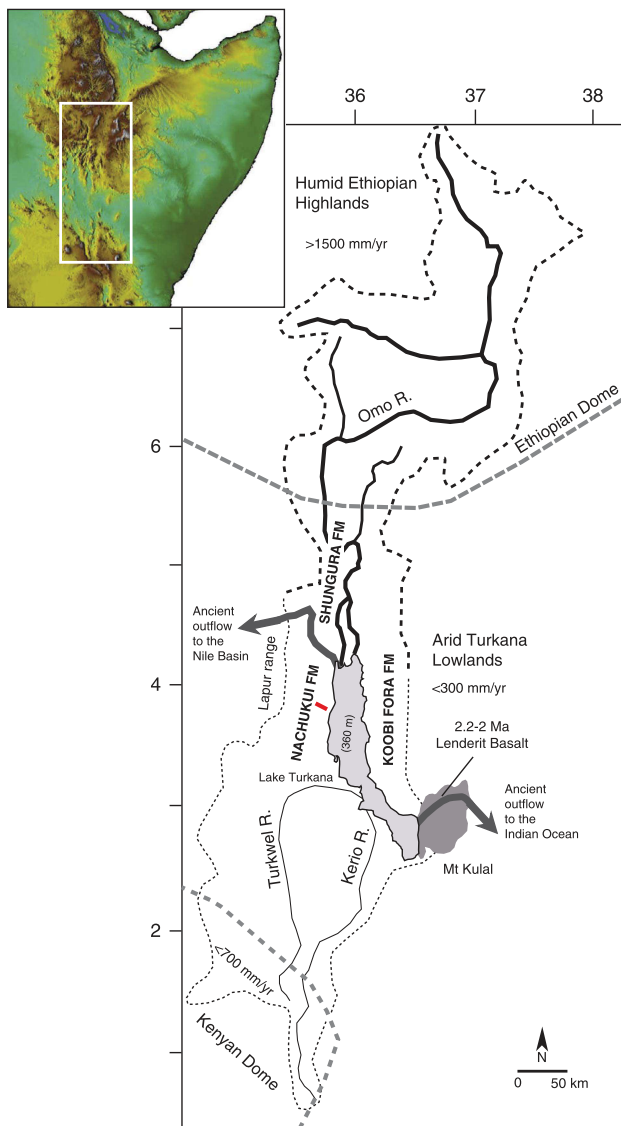 36
37
38
Humid Ethiopian
Highlands
>1500 mm/yr
Omo R.
Ethiopian Dome
6
SHUNGURA FM
Ancient
outflow
to the
Nile Basin
Lapur range
Arid Turkana
Lowlands
<300 mm/yr
4
NACHUKUI FM
(360 m)
KOOBI FORA FM
2.2-2 Ma
Lenderit Basalt
Lake Turkana
Ancient
outflow
to the
Indian Ocean
Turkwel R.
Kerio R.
Mt Kulal
2
<700 mm/yr
Kenyan Dome
N
0 50 km